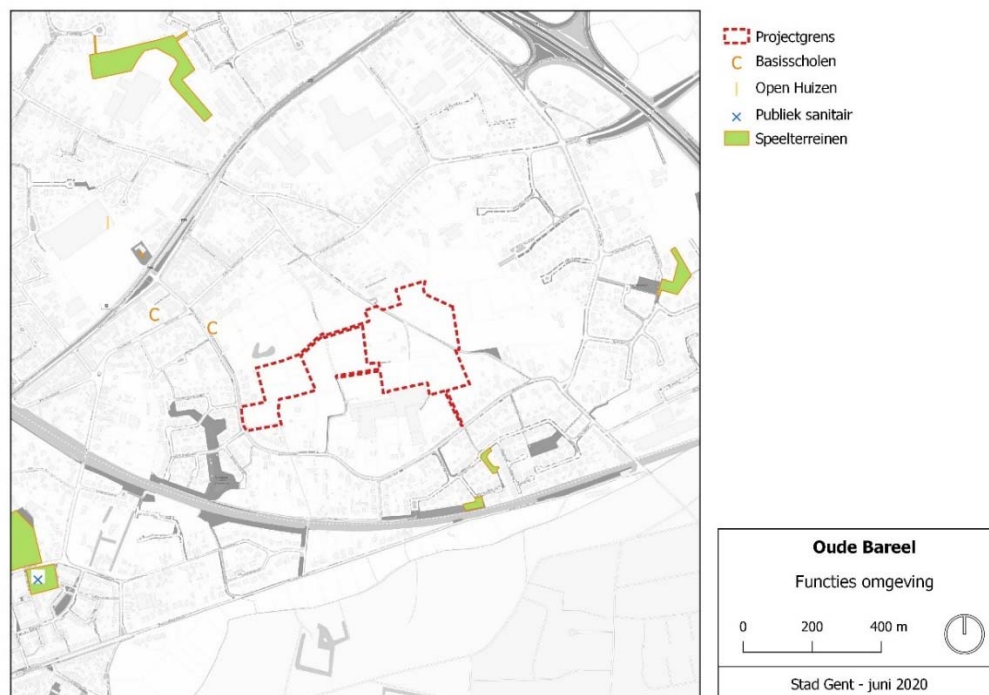 Projectgrens
C Basisscholen
Open Huizen
Publiek sanitair
Speelterreinen
C
C
Oude Bareel
Functies omgeving
0 200 400 m
Stad Gent - juni 2020